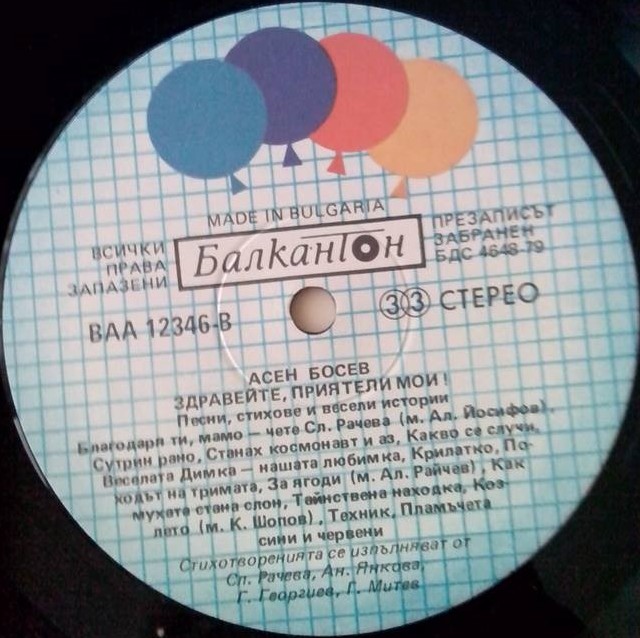 MADE IN BULGARIA
ВСИЧКИ
ПРАВА
ЗАПАЗЕНИ
Балкантон
ПРЕЗАПИСЪТ
ЗАБРАНЕН
БДС 4648-79
ВАА 12346-В
33 СТЕРЕО
АСЕН БОСЕВ
ЗДРАВЕЙТЕ, ПРИЯТЕЛИ МОИ!
Песни, стихове и весели истории
Благодаря ти, мамо — чете Сл. Рачева (м. Ал. Йосифов),
Сутрин рано, Станах космонавт и аз, Какво се случи,
Веселата Димка — нашата любимка, Крилатко, По-
ходът на тримата, За ягоди (м. Ал. Райчев), Как
мухата стана слон, Тайнствена находка, Коз-
лето (м. К. Шопов), Техник, Пламъчета
сини и червени
Стихотворенията се изпълняват от
Сл. Рачева, Ан. Янкова,
Г. Георгиев, Г. Митев